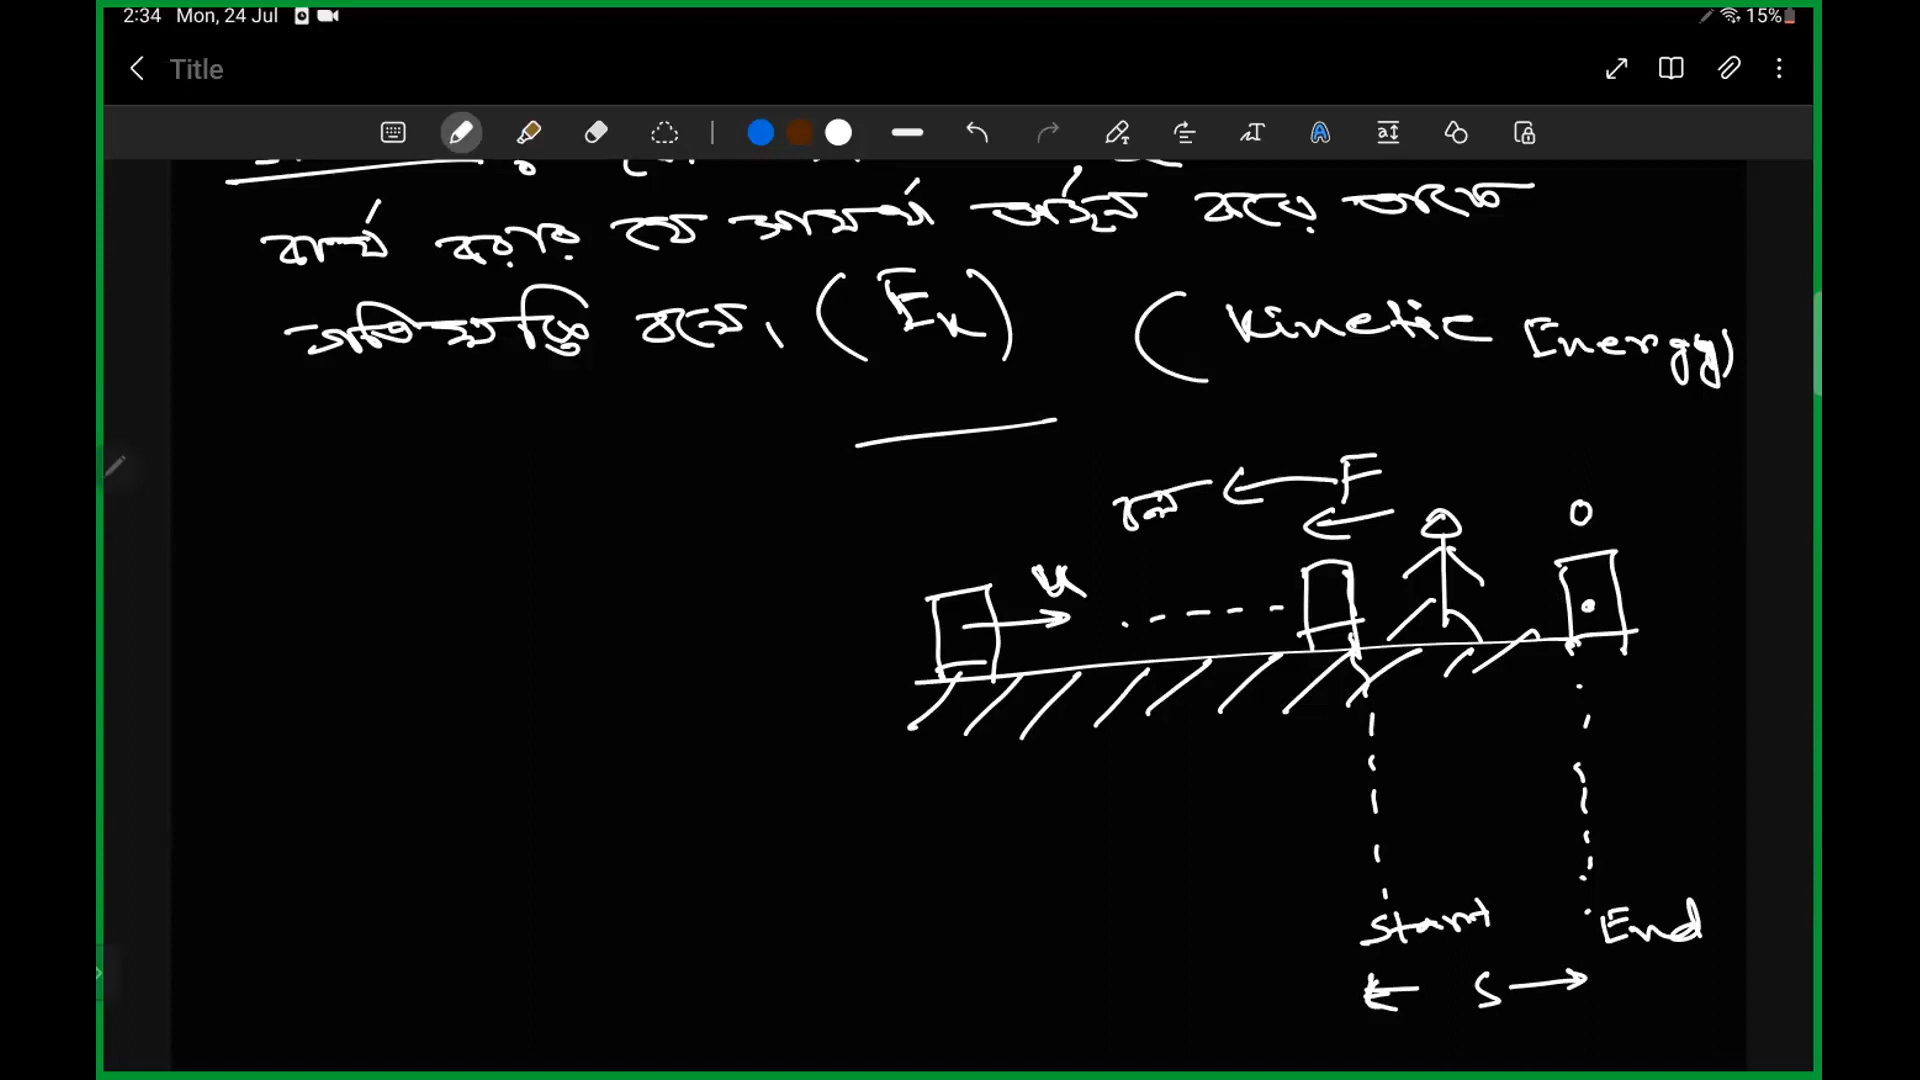 2:34 Mon, 24 Jul 15%
Title
কার্য করার যে সামর্থ্য অর্জন করে তাকে
গতিশক্তি বলে। (Eₖ) (Kinetic Energy)
বল ← F
u
0
Start End
← S →